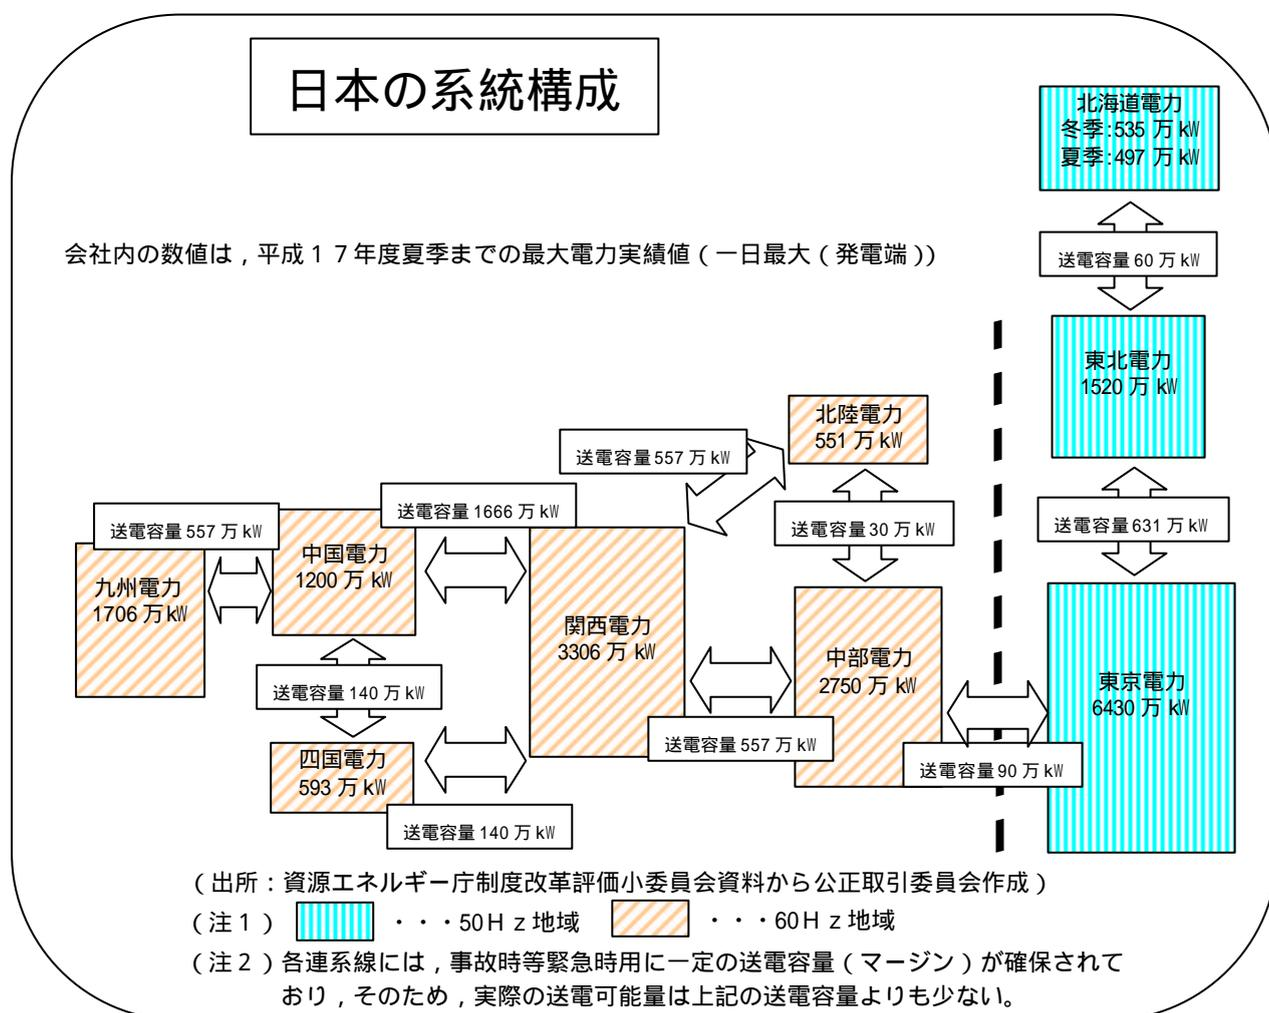 日本の系統構成
北海道電力
冬季:535 万 kW
夏季:497 万 kW
会社内の数値は,平成17年度夏季までの最大電力実績値(一日最大(発電端))
送電容量 60 万 kW
東北電力
1520 万 kW
北陸電力
551 万 kW
送電容量 557 万 kW
送電容量 1666 万 kW
送電容量 30 万 kW
送電容量 631 万 kW
送電容量 557 万 kW
中国電力
1200 万 kW
九州電力
1706 万 kW
関西電力
3306 万 kW
中部電力
2750 万 kW
東京電力
6430 万 kW
送電容量 140 万 kW
送電容量 557 万 kW
送電容量 90 万 kW
四国電力
593 万 kW
送電容量 140 万 kW
(出所:資源エネルギー庁制度改革評価小委員会資料から公正取引委員会作成)
(注1) ・・・50Hz地域 ・・・60Hz地域
(注2)各連系線には,事故時等緊急時用に一定の送電容量(マージン)が確保されて
おり,そのため,実際の送電可能量は上記の送電容量よりも少ない。